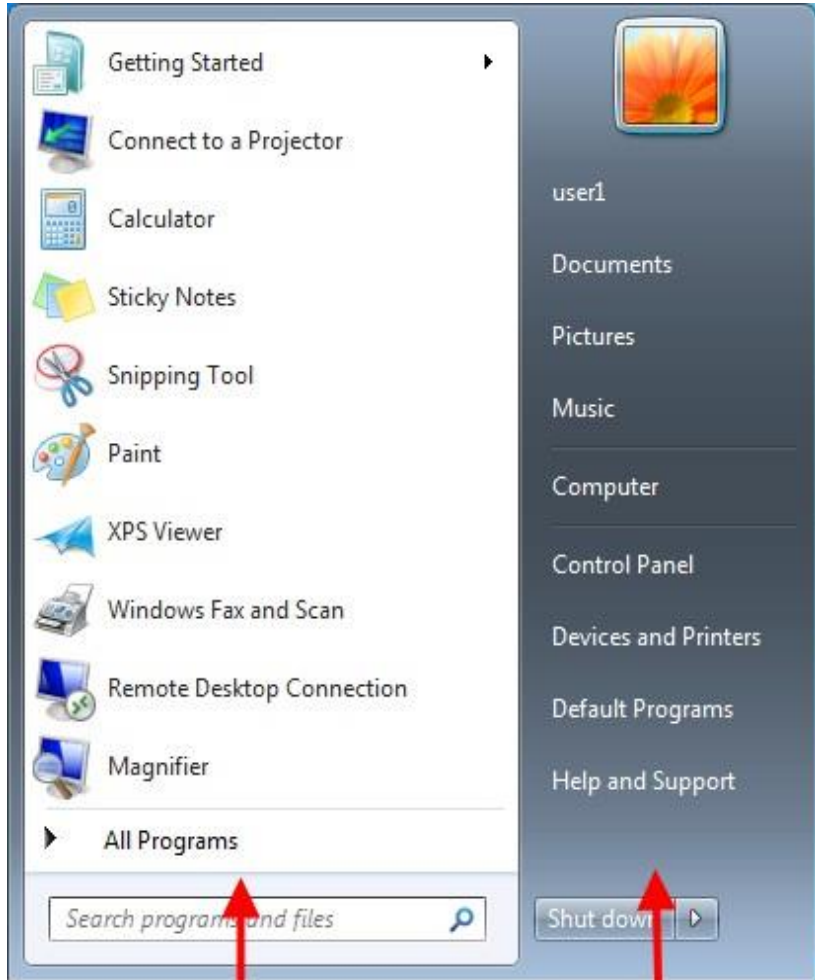 Getting Started
Connect to a Projector
Calculator
Sticky Notes
Snipping Tool
Paint
XPS Viewer
Windows Fax and Scan
Remote Desktop Connection
Magnifier
All Programs
Search programs and files
user1
Documents
Pictures
Music
Computer
Control Panel
Devices and Printers
Default Programs
Help and Support
Shut down